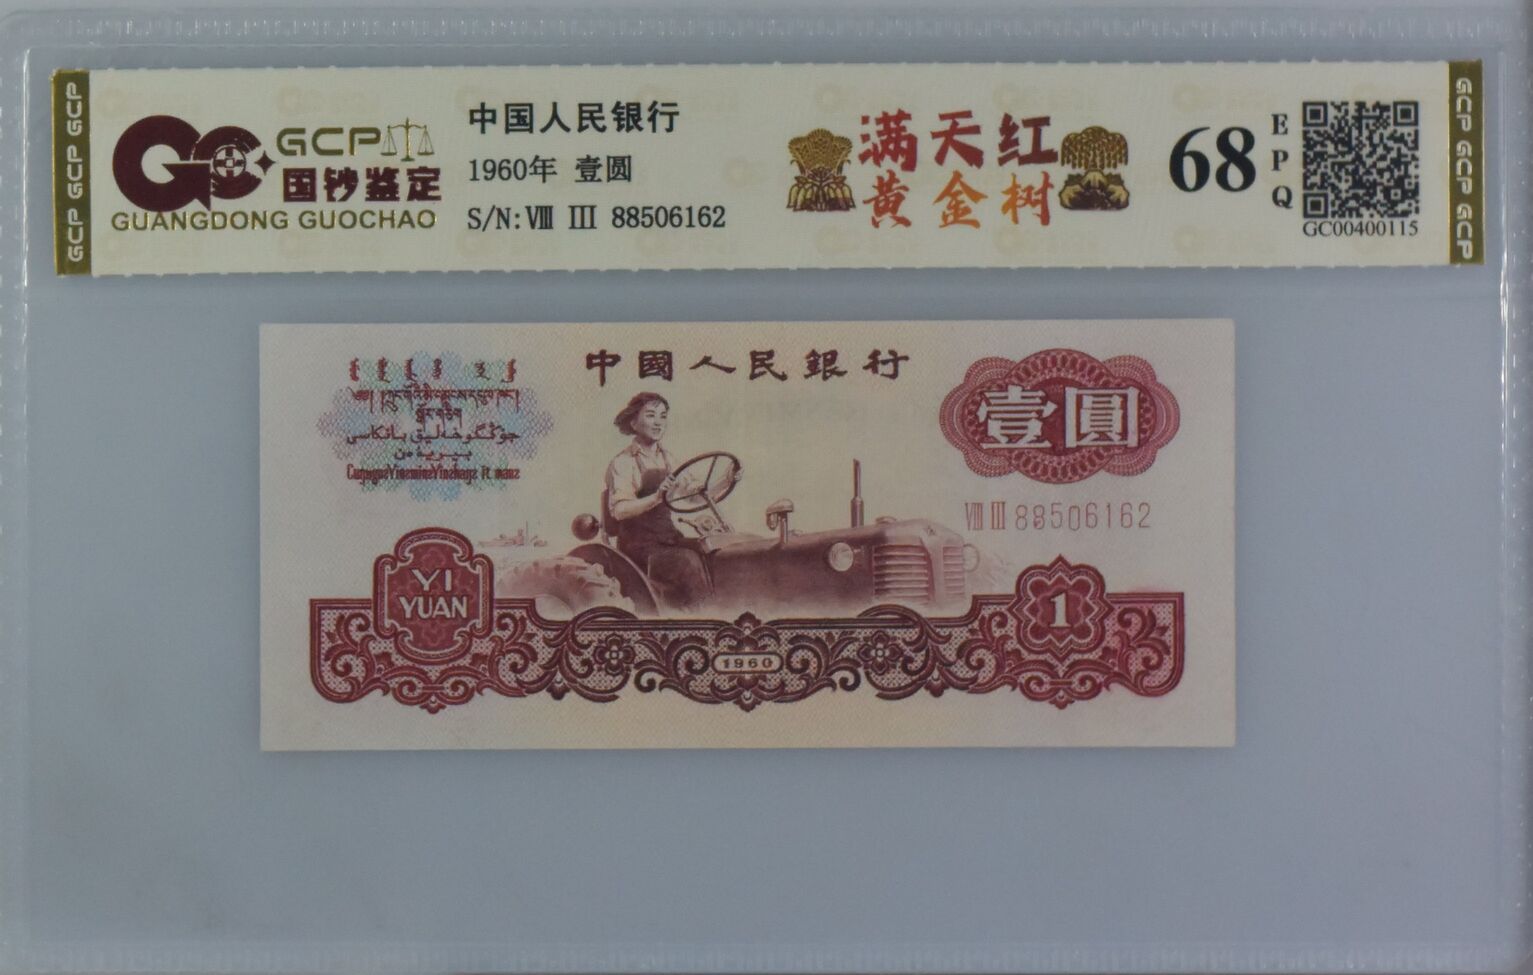 GCP GCP GCP
GCP
国钞鉴定
GUANGDONG GUOCHAO
中国人民银行
1960年 壹圆
S/N: Ⅷ Ⅲ 88506162
满天红
黄金树
68
EPQ
GC00400115
GCP GCP GCP
中國人民銀行
壹圓
Ⅷ Ⅲ 88506162
YI
YUAN
1960
1